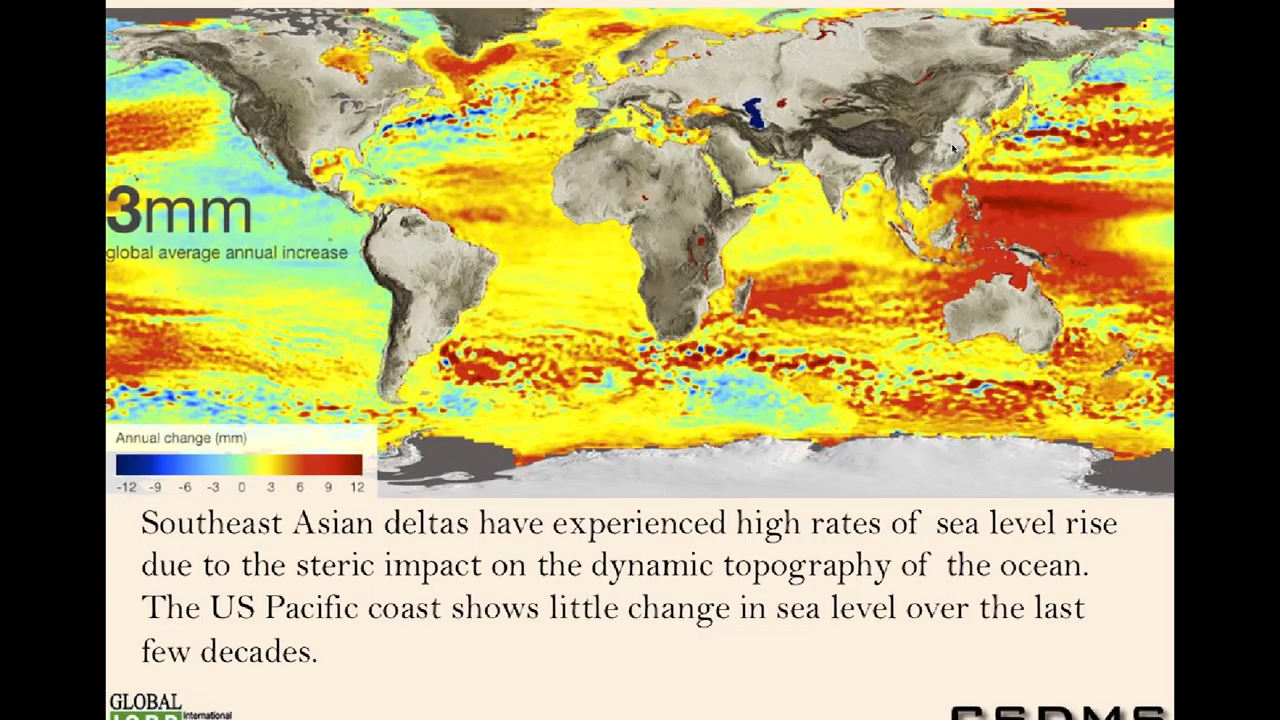 3mm
global average annual increase
Annual change (mm)
-12 -9 -6 -3 0 3 6 9 12
Southeast Asian deltas have experienced high rates of sea level rise
due to the steric impact on the dynamic topography of the ocean.
The US Pacific coast shows little change in sea level over the last
few decades.
GLOBAL
International
CSDMS